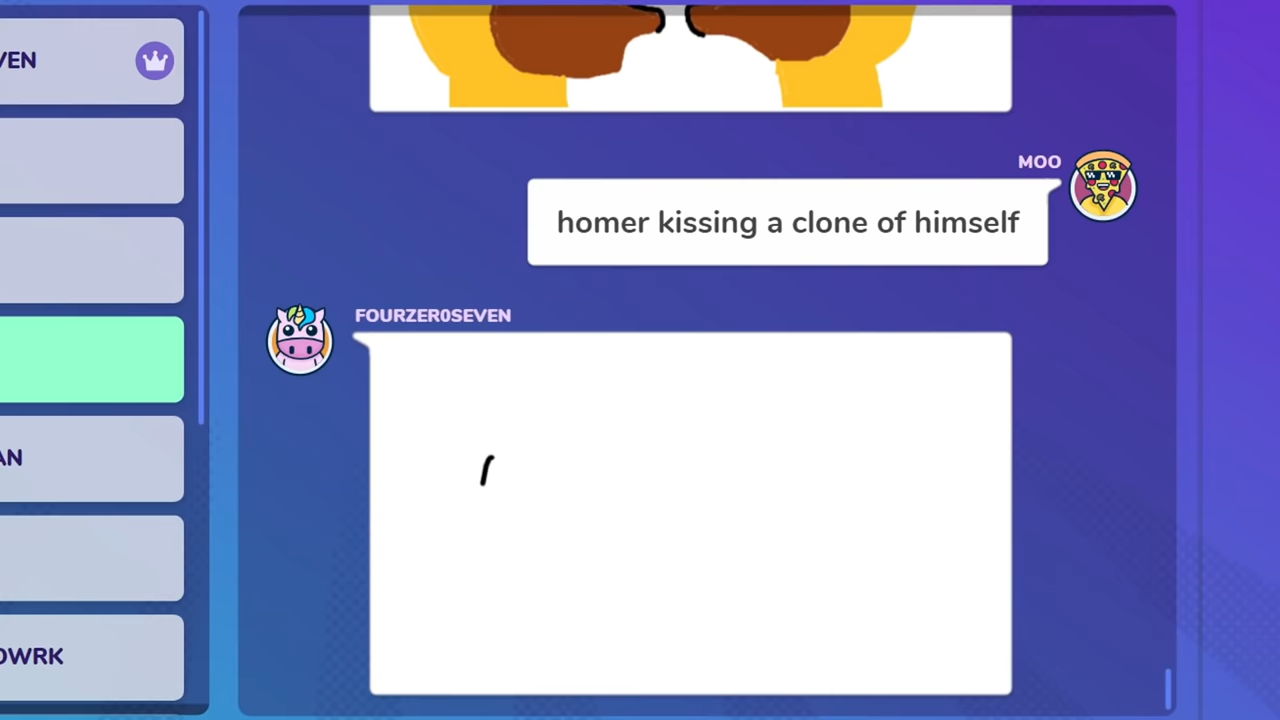 VEN
MOO
homer kissing a clone of himself
FOURZER0SEVEN
AN
OWRK